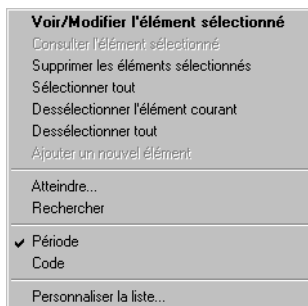 Voir/Modifier l'élément sélectionné
Consulter l'élément sélectionné
Supprimer les éléments sélectionnés
Sélectionner tout
Dessélectionner l'élément courant
Dessélectionner tout
Ajouter un nouvel élément
Atteindre...
Rechercher
Période
Code
Personnaliser la liste...